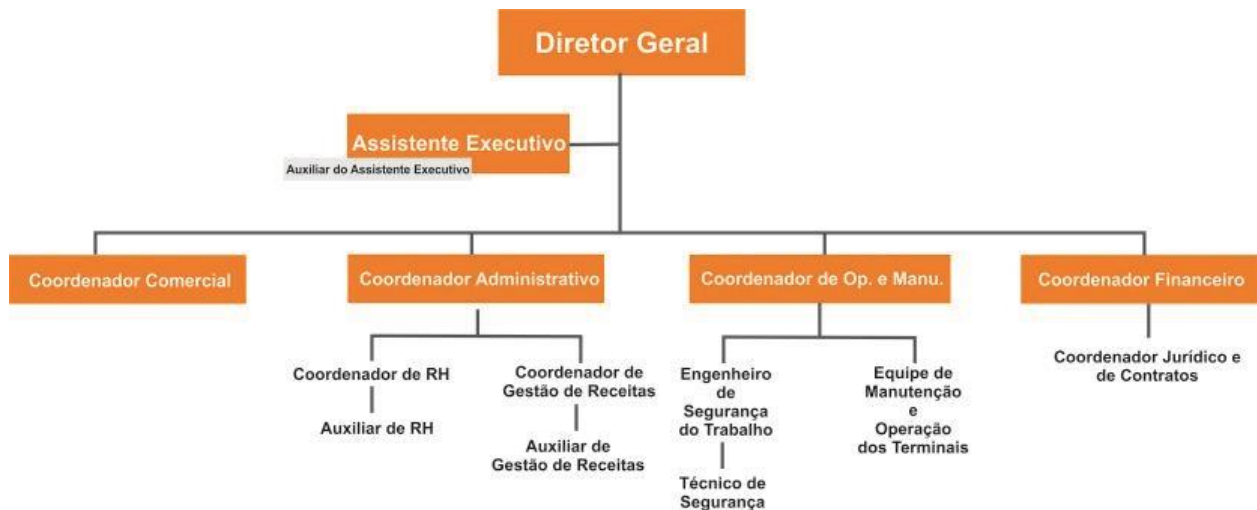 Diretor Geral
Assistente Executivo
Auxiliar do Assistente Executivo
Coordenador Comercial
Coordenador Administrativo
Coordenador de Op. e Manu.
Coordenador Financeiro
Coordenador de RH
Auxiliar de RH
Coordenador de
Gestão de Receitas
Auxiliar de
Gestão de Receitas
Engenheiro
de
Segurança
do Trabalho
Técnico de
Segurança
Equipe de
Manutenção
e
Operação
dos Terminais
Coordenador Jurídico e
de Contratos